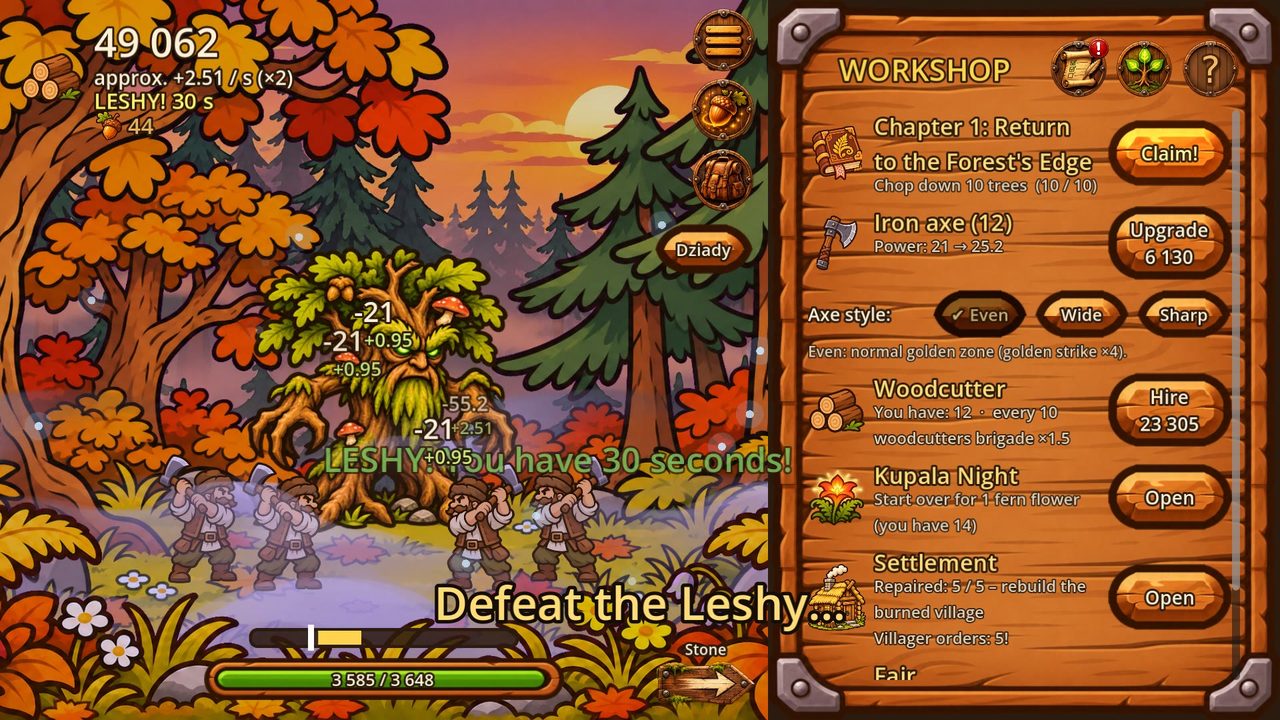 49 062
approx. +2.51 / s (×2)
LESHY! 30 s
44
Dziady
-21
-21
+0.95
+0.95
-55.2
-21
+2.51
+0.95
LESHY! You have 30 seconds!
Defeat the Leshy...
Stone
3 585 / 3 648
WORKSHOP
!
?
Chapter 1: Return
to the Forest's Edge
Chop down 10 trees (10 / 10)
Claim!
Iron axe (12)
Power: 21 → 25.2
Upgrade
6 130
Axe style:
✓ Even
Wide
Sharp
Even: normal golden zone (golden strike ×4).
Woodcutter
You have: 12 · every 10
woodcutters brigade ×1.5
Hire
23 305
Kupala Night
Start over for 1 fern flower
(you have 14)
Open
Settlement
Repaired: 5 / 5 – rebuild the
burned village
Villager orders: 5!
Open
Fair